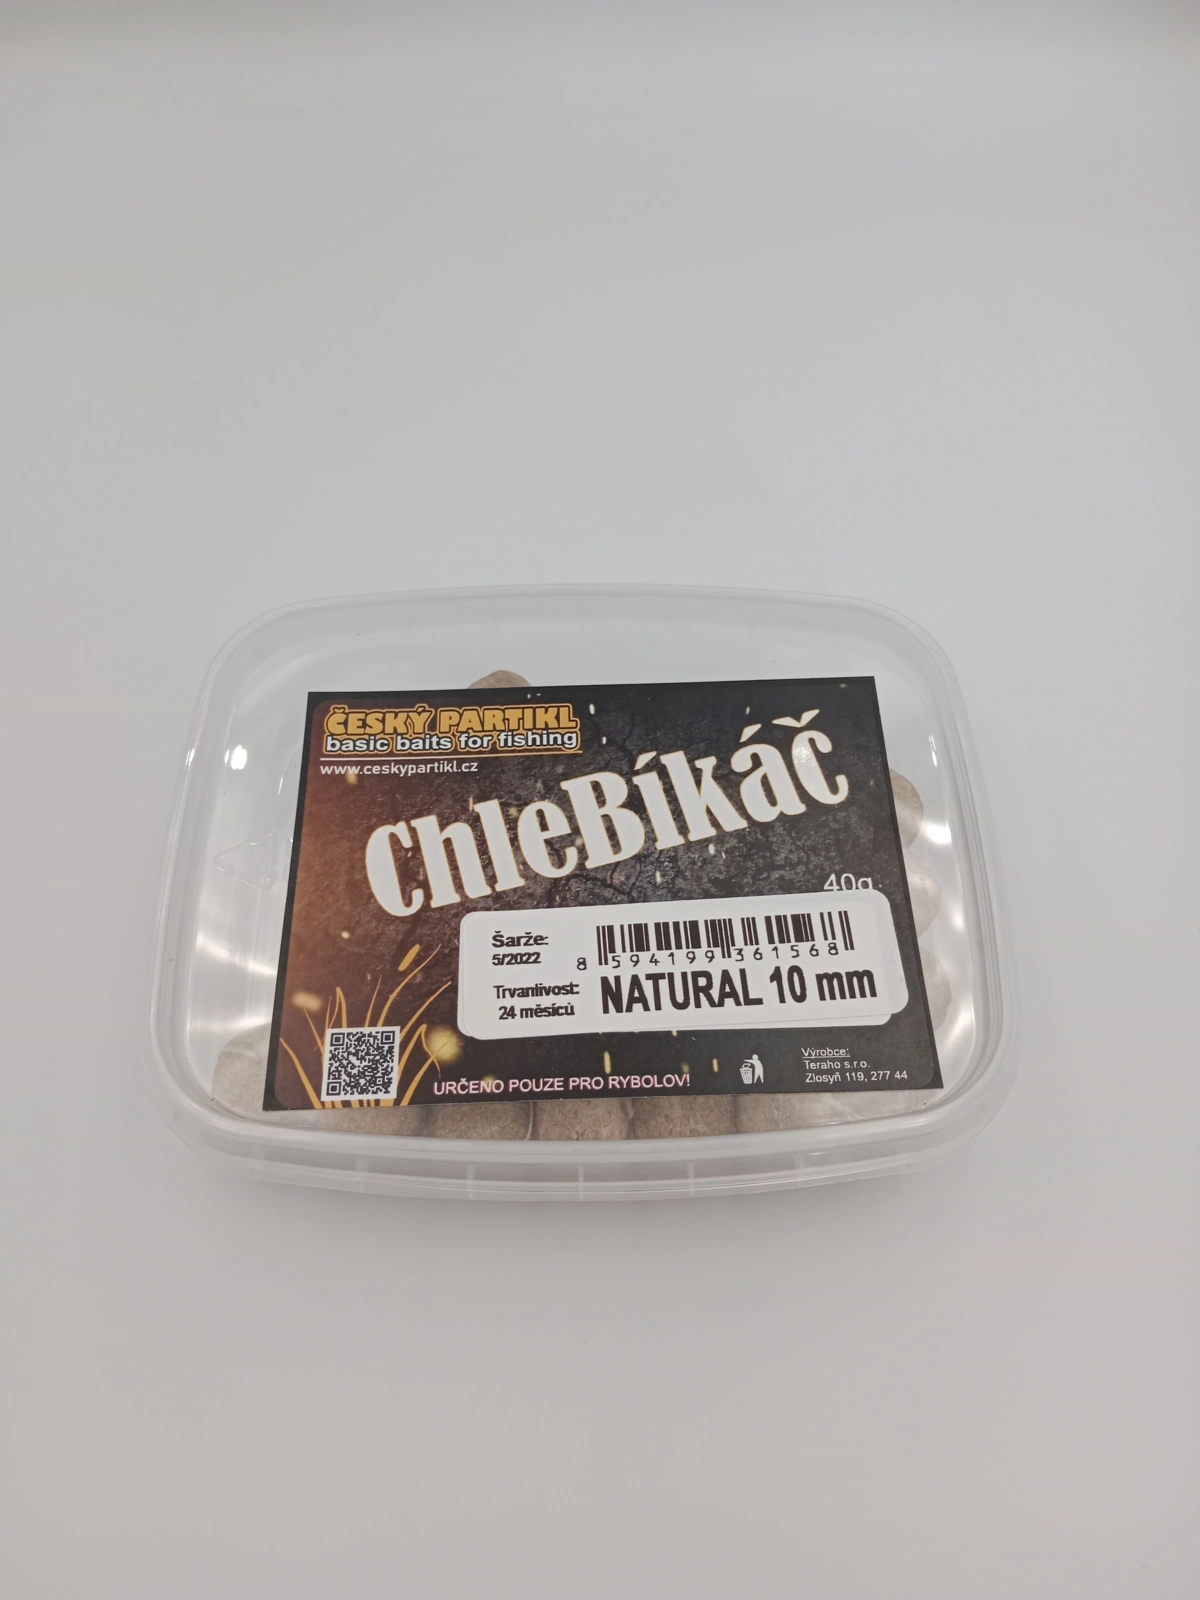 ČESKÝ PARTIKL
basic baits for fishing
www.ceskypartikl.cz
ChleBíkáč
40g
Šarže:
5/2022
Trvanlivost:
24 měsíců
8 594199 361568
NATURAL 10 mm
URČENO POUZE PRO RYBOLOV!
Výrobce:
Teraho s.r.o.
Zlosyň 119, 277 44